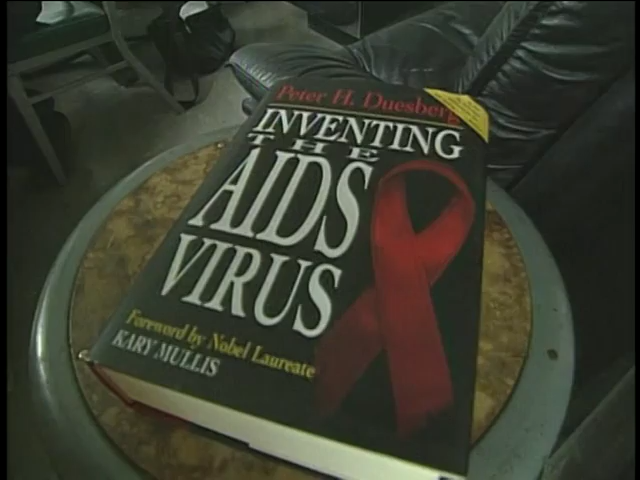 Peter H. Duesberg
INVENTING
THE
AIDS
VIRUS
Foreword by Nobel Laureate
KARY MULLIS